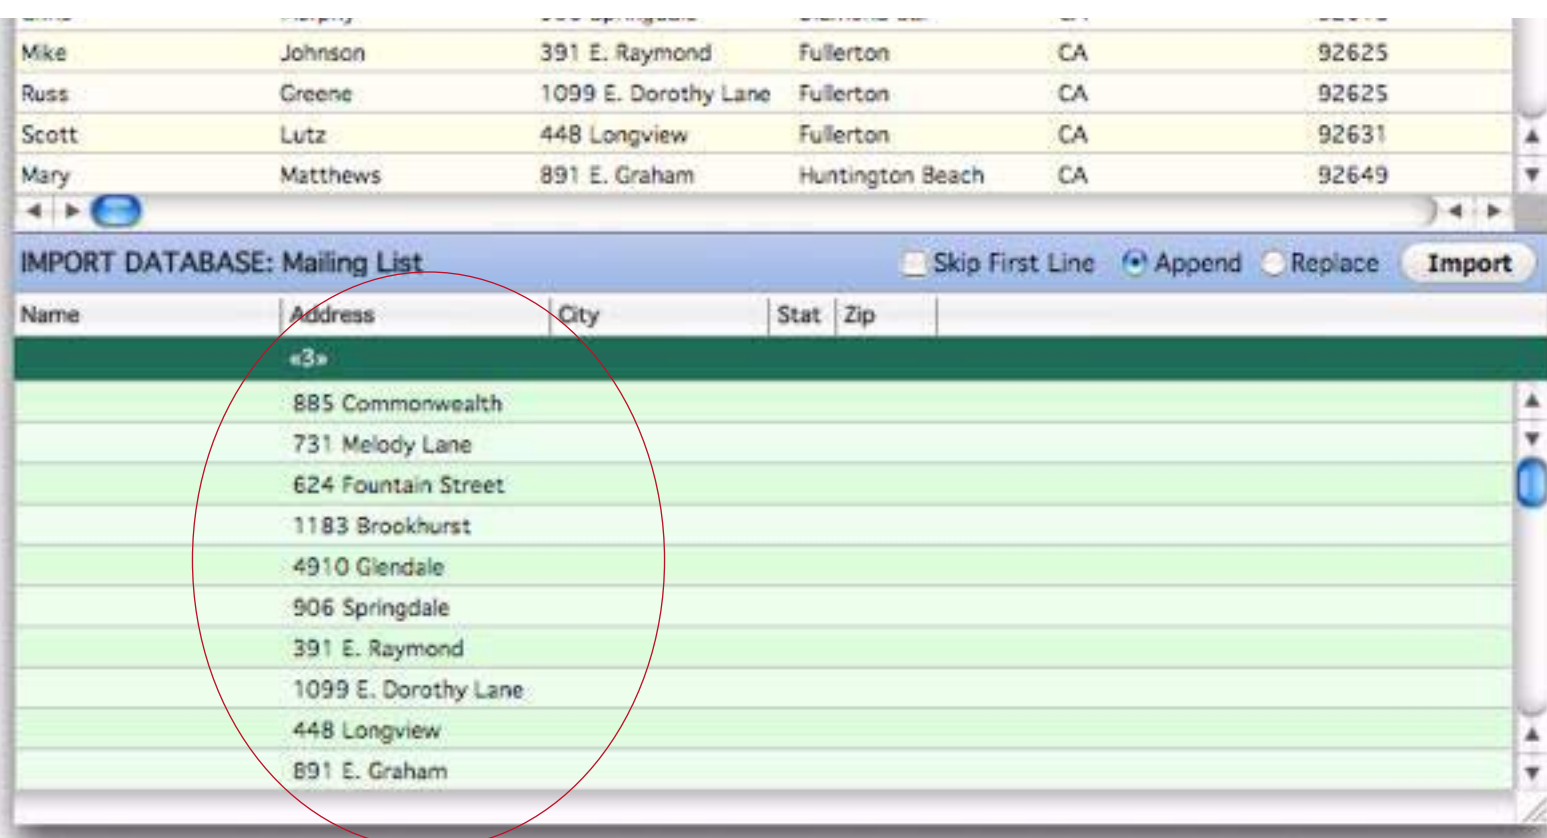 Mike Johnson 391 E. Raymond Fullerton CA 92625
Russ Greene 1099 E. Dorothy Lane Fullerton CA 92625
Scott Lutz 448 Longview Fullerton CA 92631
Mary Matthews 891 E. Graham Huntington Beach CA 92649
IMPORT DATABASE: Mailing List Skip First Line Append Replace Import
Name Address City Stat Zip
«3»
885 Commonwealth
731 Melody Lane
624 Fountain Street
1183 Brookhurst
4910 Glendale
906 Springdale
391 E. Raymond
1099 E. Dorothy Lane
448 Longview
891 E. Graham